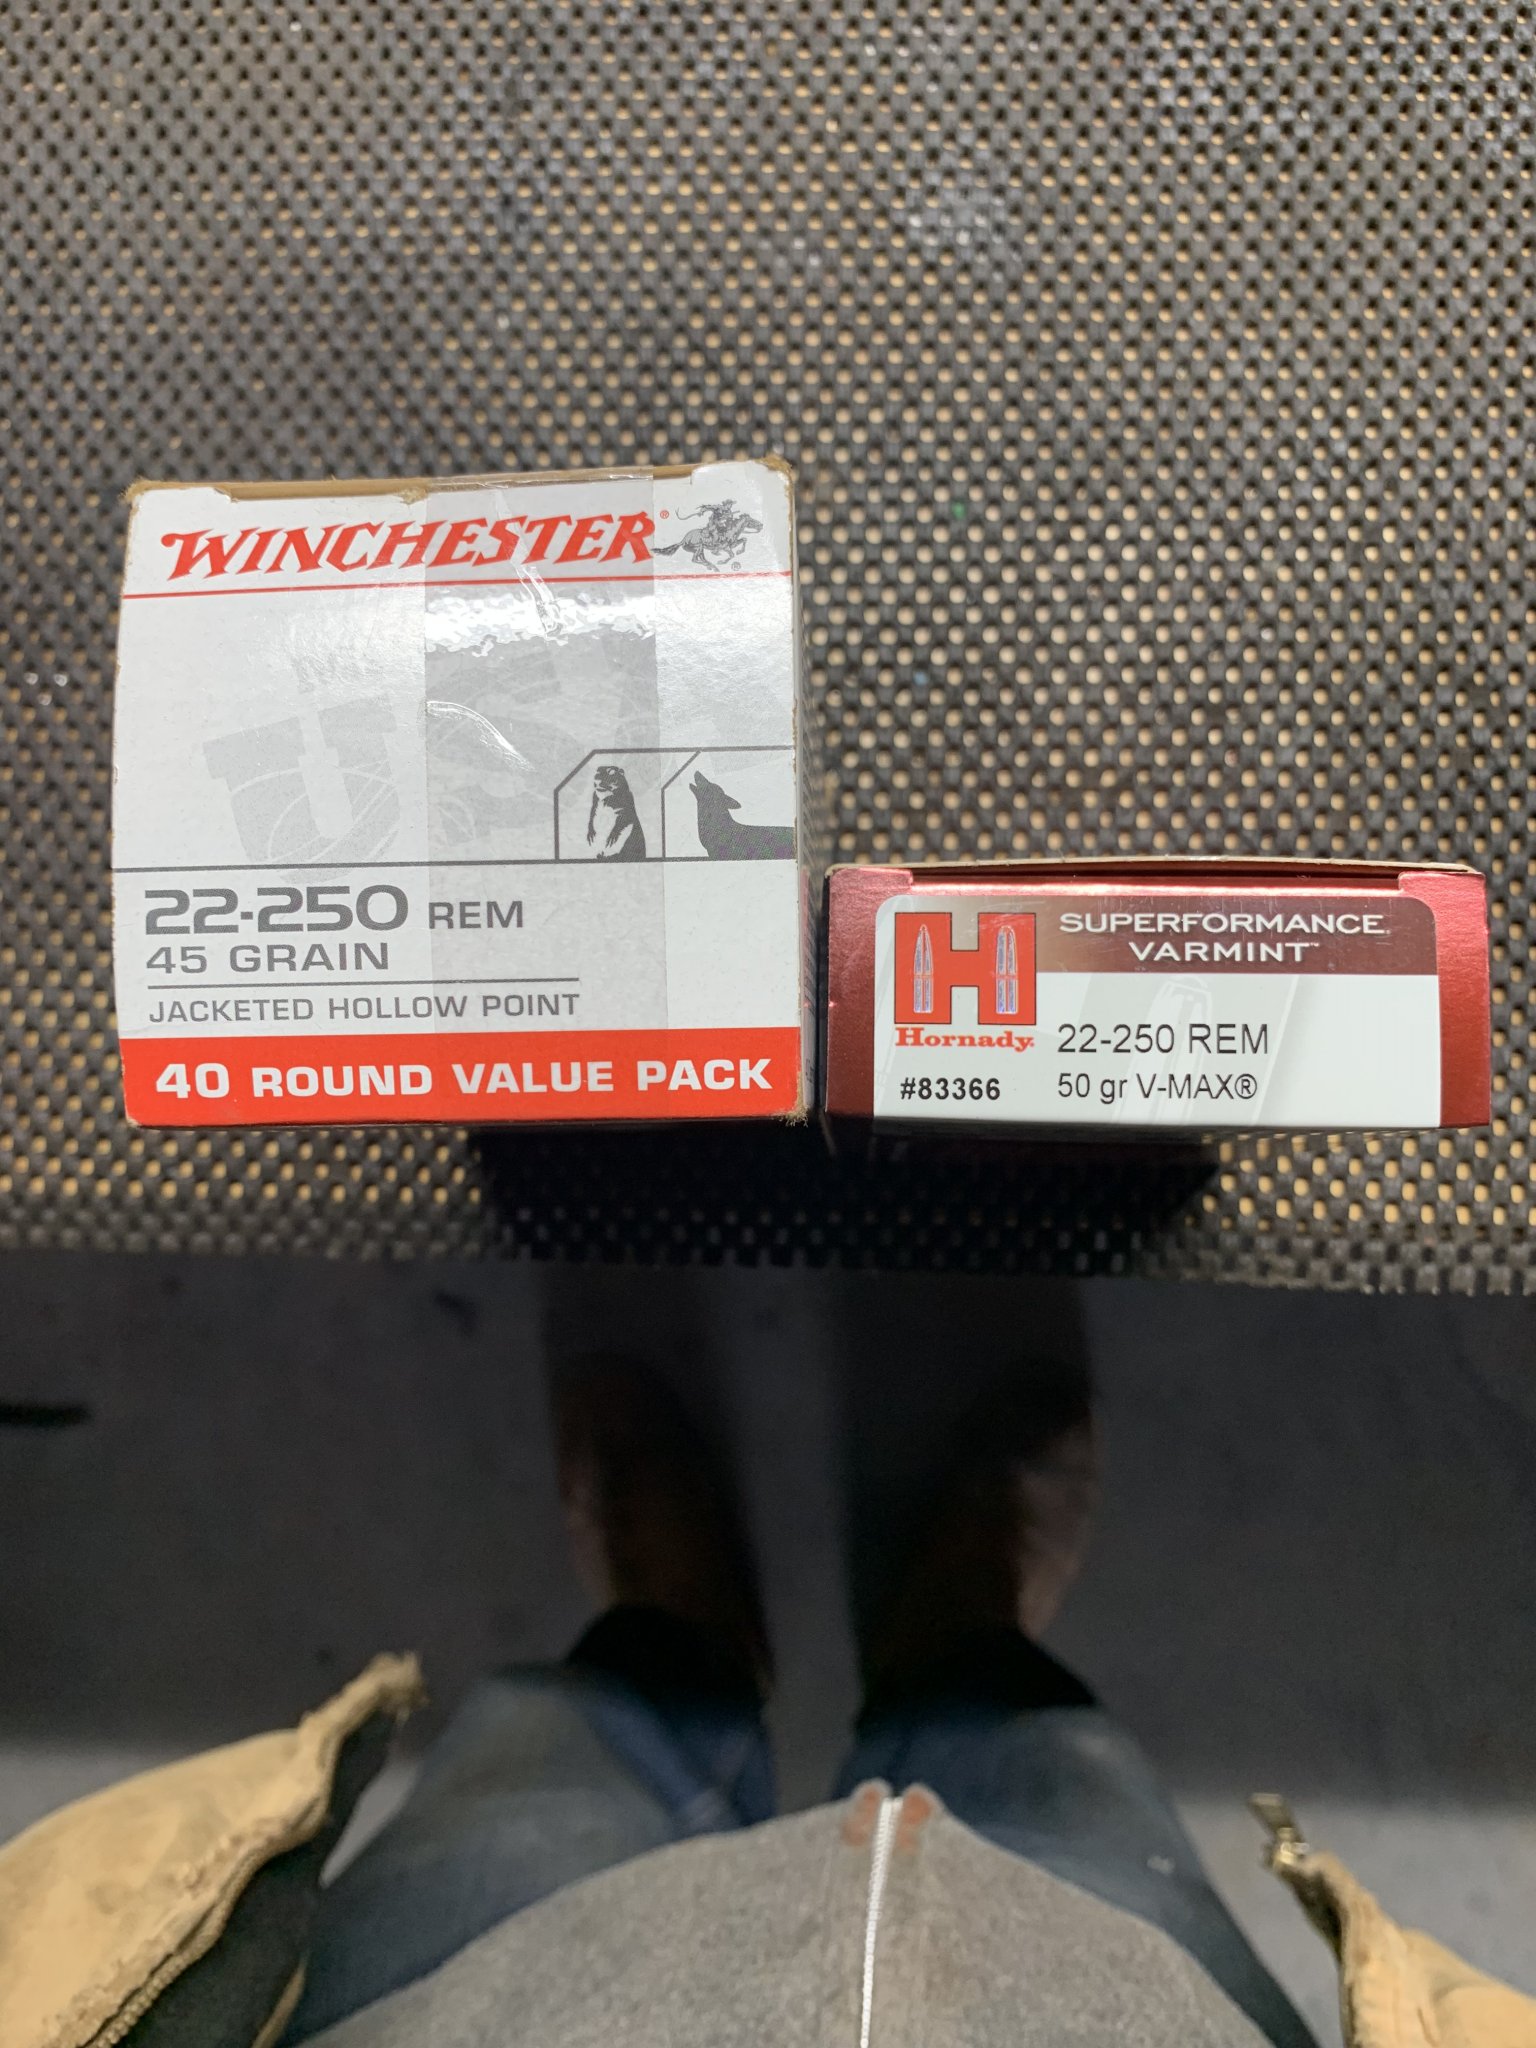 WINCHESTER®
22-250 REM
45 GRAIN
JACKETED HOLLOW POINT
40 ROUND VALUE PACK
H
SUPERFORMANCE®
VARMINT™
Hornady®
22-250 REM
#83366
50 gr V-MAX®